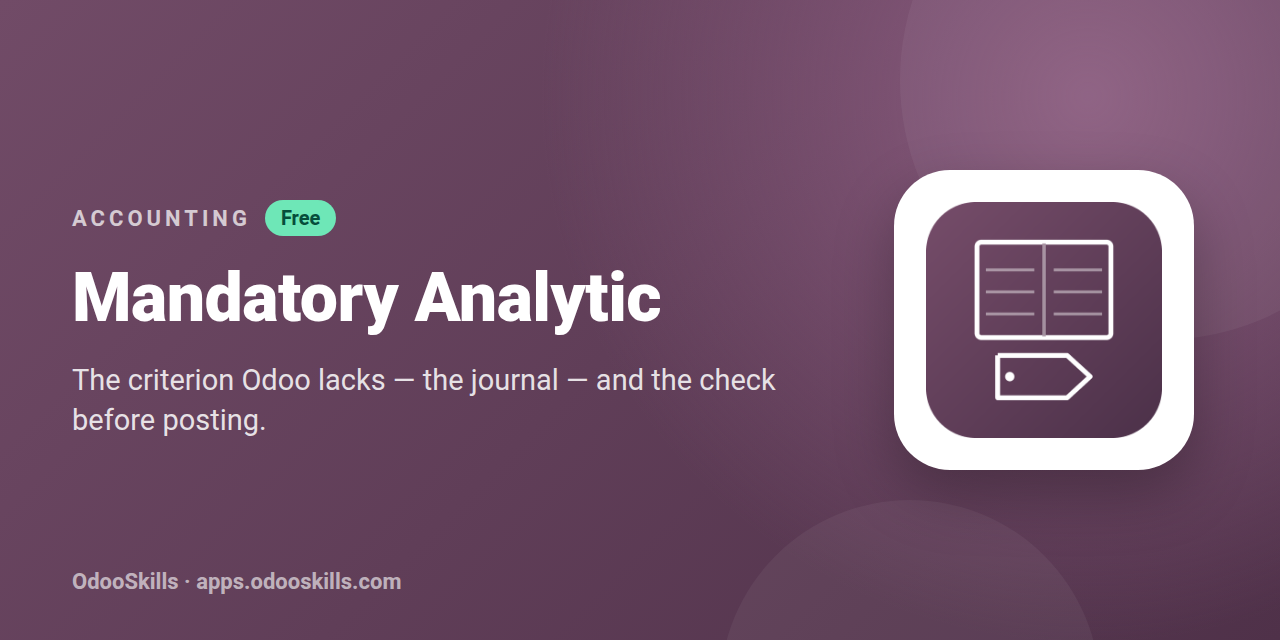 ACCOUNTING Free
Mandatory Analytic
The criterion Odoo lacks — the journal — and the check
before posting.
OdooSkills · apps.odooskills.com